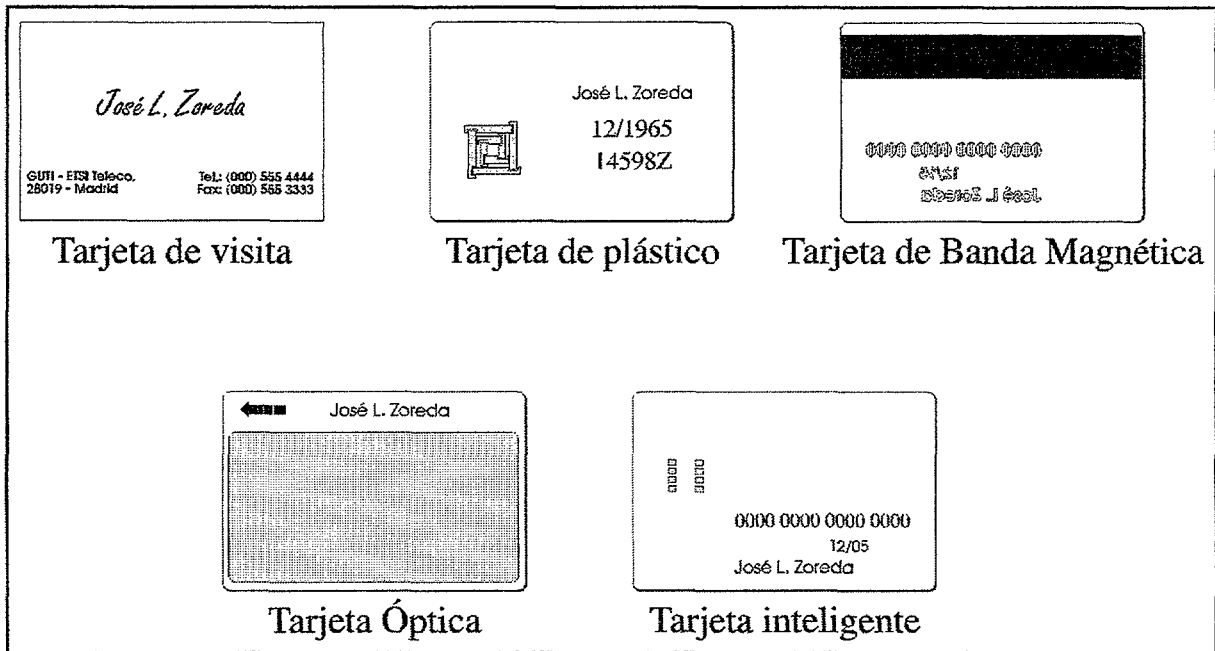 José L. Zoreda
GUTI - ETSI Teleco.
28019 - Madrid
Tel.: (000) 555 4444
Fax: (000) 555 3333
Tarjeta de visita
José L. Zoreda
12/1965
14598Z
Tarjeta de plástico
0000 0000 0000 0000
José L. Zoreda
Tarjeta de Banda Magnética
José L. Zoreda
Tarjeta Óptica
0000 0000 0000 0000
12/05
José L. Zoreda
Tarjeta inteligente